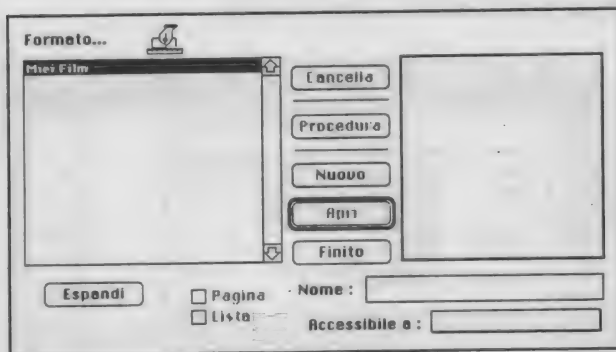 Formato...
Miei Film
Cancella
Procedura
Nuovo
Apri
Finito
Espandi
Pagina
Lista
Nome :
Accessibile a :